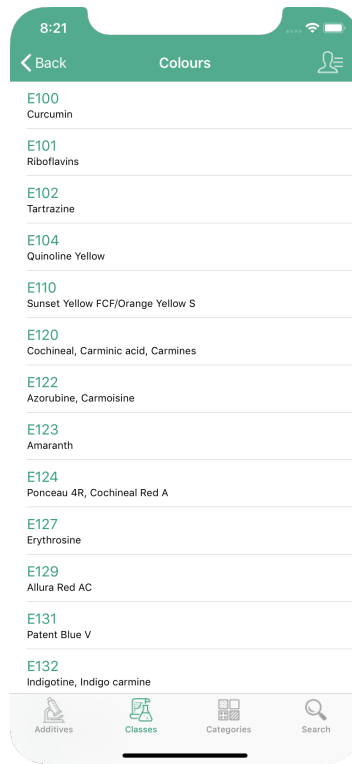 8:21
Back
Colours
E100
Curcumin
E101
Riboflavins
E102
Tartrazine
E104
Quinoline Yellow
E110
Sunset Yellow FCF/Orange Yellow S
E120
Cochineal, Carminic acid, Carmines
E122
Azorubine, Carmoisine
E123
Amaranth
E124
Ponceau 4R, Cochineal Red A
E127
Erythrosine
E129
Allura Red AC
E131
Patent Blue V
E132
Indigotine, Indigo carmine
Additives
Classes
Categories
Search